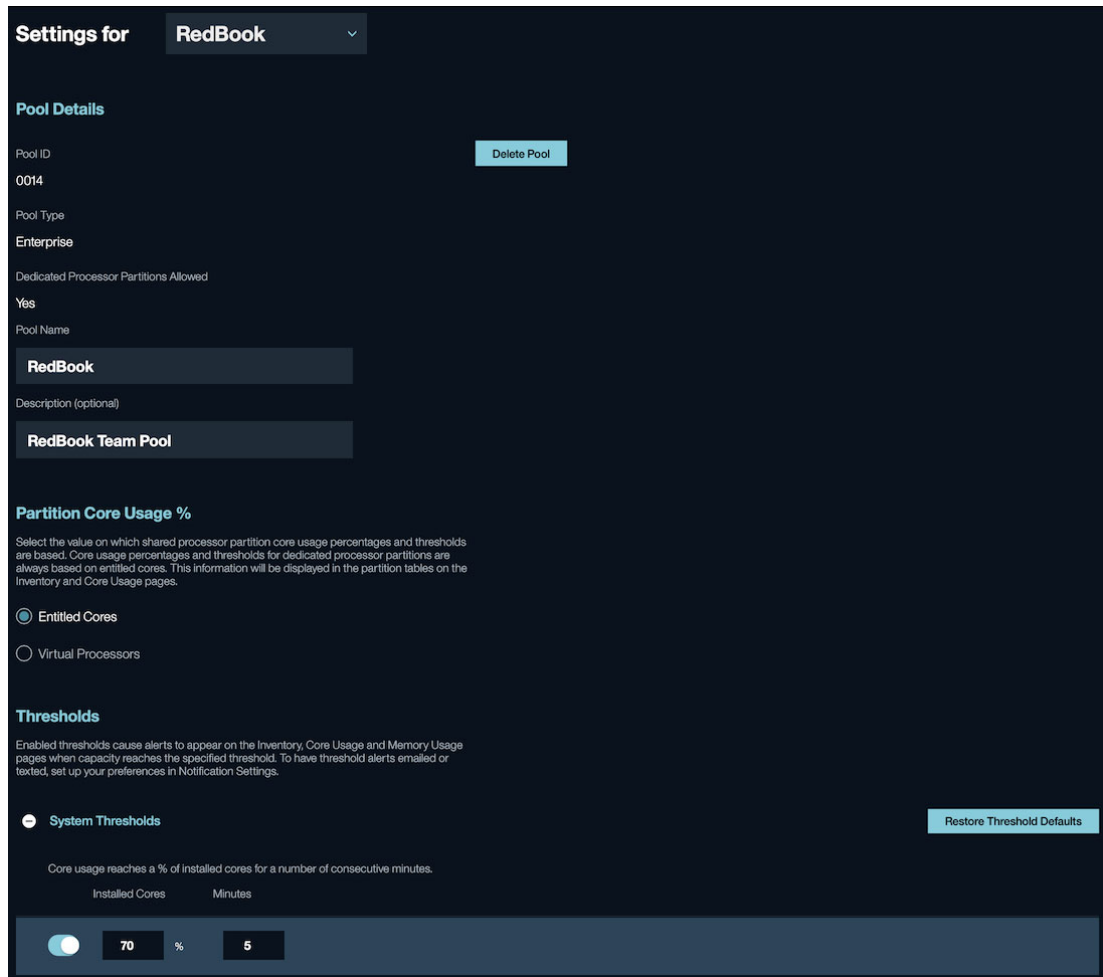 Settings for RedBook
Pool Details
Pool ID
Delete Pool
0014
Pool Type
Enterprise
Dedicated Processor Partitions Allowed
Yes
Pool Name
RedBook
Description (optional)
RedBook Team Pool
Partition Core Usage %
Select the value on which shared processor partition core usage percentages and thresholds
are based. Core usage percentages and thresholds for dedicated processor partitions are
always based on entitled cores. This information will be displayed in the partition tables on the
Inventory and Core Usage pages.
Entitled Cores
Virtual Processors
Thresholds
Enabled thresholds cause alerts to appear on the Inventory, Core Usage and Memory Usage
pages when capacity reaches the specified threshold. To have threshold alerts emailed or
texted, set up your preferences in Notification Settings.
System Thresholds
Restore Threshold Defaults
Core usage reaches a % of installed cores for a number of consecutive minutes.
Installed Cores Minutes
70 % 5